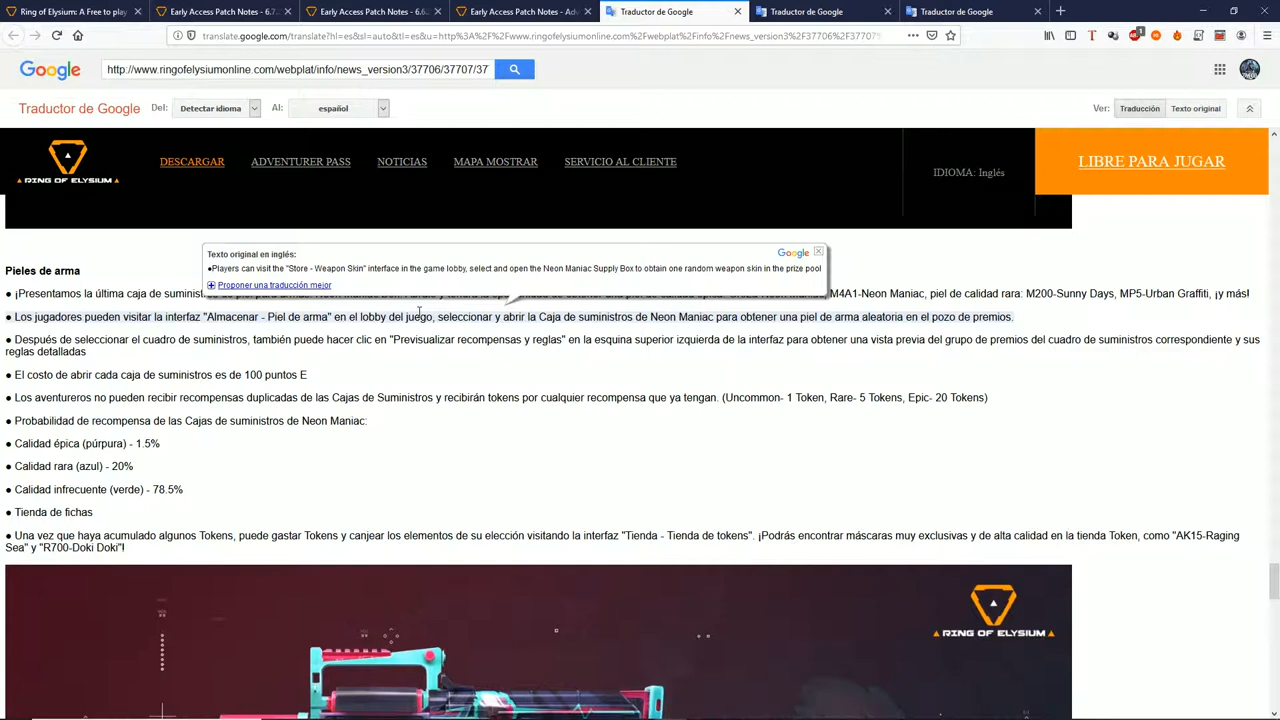 Ring of Elysium: A Free to play
Early Access Patch Notes - 6.7.2
Early Access Patch Notes - 6.6.2
Early Access Patch Notes - Adv
Traductor de Google
Traductor de Google
Traductor de Google
translate.google.com/translate?hl=es&sl=auto&tl=es&u=http%3A%2F%2Fwww.ringofelysiumonline.com%2Fwebplat%2Finfo%2Fnews_version3%2F37706%2F37707%
Google
http://www.ringofelysiumonline.com/webplat/info/news_version3/37706/37707/37
Traductor de Google Del: Detectar idioma Al: español Ver: Traducción Texto original
RING OF ELYSIUM
DESCARGAR ADVENTURER PASS NOTICIAS MAPA MOSTRAR SERVICIO AL CLIENTE IDIOMA: Inglés LIBRE PARA JUGAR
Texto original en inglés: Google
●Players can visit the "Store - Weapon Skin" interface in the game lobby, select and open the Neon Maniac Supply Box to obtain one random weapon skin in the prize pool
Proponer una traducción mejor
Pieles de arma
● ¡Presentamos la última caja de suminist M4A1-Neon Maniac, piel de calidad rara: M200-Sunny Days, MP5-Urban Graffiti, ¡y más!
● Los jugadores pueden visitar la interfaz "Almacenar - Piel de arma" en el lobby del juego, seleccionar y abrir la Caja de suministros de Neon Maniac para obtener una piel de arma aleatoria en el pozo de premios.
● Después de seleccionar el cuadro de suministros, también puede hacer clic en "Previsualizar recompensas y reglas" en la esquina superior izquierda de la interfaz para obtener una vista previa del grupo de premios del cuadro de suministros correspondiente y sus
reglas detalladas
● El costo de abrir cada caja de suministros es de 100 puntos E
● Los aventureros no pueden recibir recompensas duplicadas de las Cajas de Suministros y recibirán tokens por cualquier recompensa que ya tengan. (Uncommon- 1 Token, Rare- 5 Tokens, Epic- 20 Tokens)
● Probabilidad de recompensa de las Cajas de suministros de Neon Maniac:
● Calidad épica (púrpura) - 1.5%
● Calidad rara (azul) - 20%
● Calidad infrecuente (verde) - 78.5%
● Tienda de fichas
● Una vez que haya acumulado algunos Tokens, puede gastar Tokens y canjear los elementos de su elección visitando la interfaz "Tienda - Tienda de tokens". ¡Podrás encontrar máscaras muy exclusivas y de alta calidad en la tienda Token, como "AK15-Raging
Sea" y "R700-Doki Doki"!
RING OF ELYSIUM